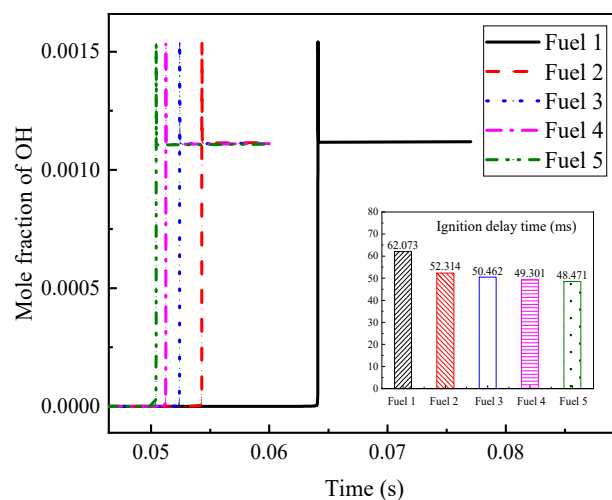 Mole fraction of OH
0.0015
0.0010
0.0005
0.0000
0.05
0.06
0.07
0.08
Time (s)
Fuel 1
Fuel 2
Fuel 3
Fuel 4
Fuel 5
Ignition delay time (ms)
80
70
60
50
40
30
20
10
0
62.073
52.314
50.462
49.301
48.471
Fuel 1
Fuel 2
Fuel 3
Fuel 4
Fuel 5